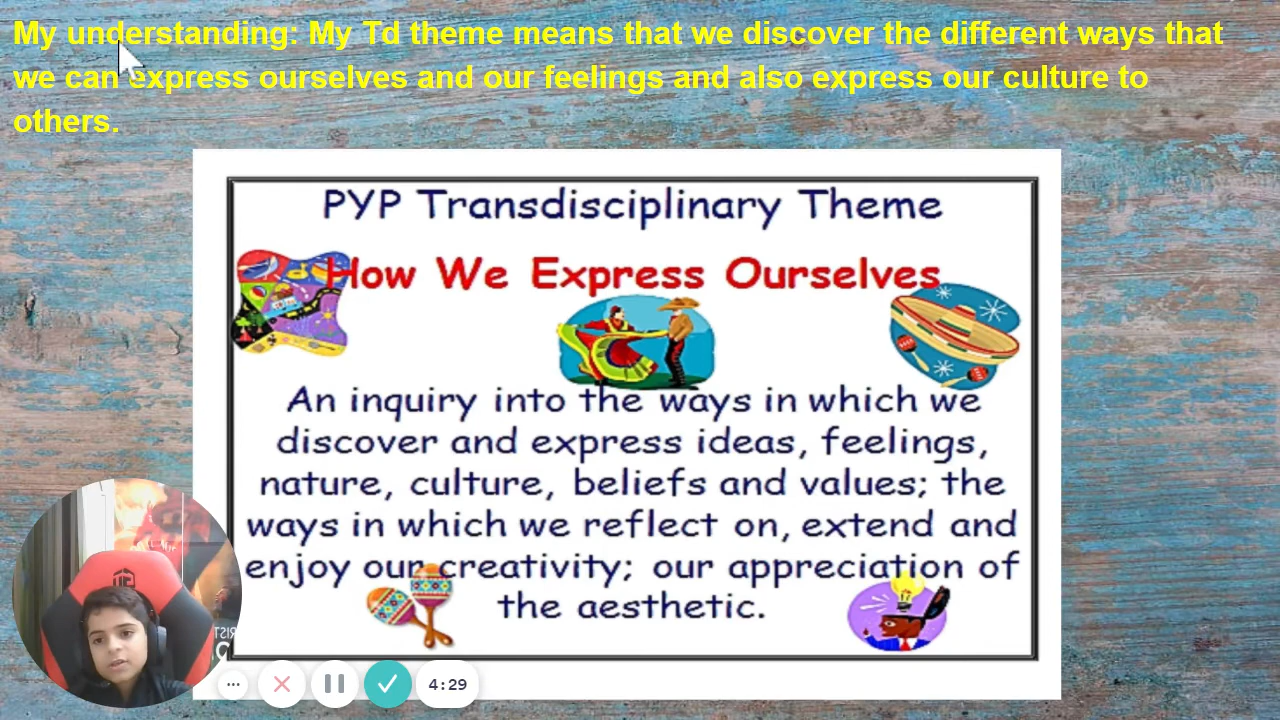 My understanding: My Td theme means that we discover the different ways that
we can express ourselves and our feelings and also express our culture to
others.
PYP Transdisciplinary Theme
How We Express Ourselves
An inquiry into the ways in which we
discover and express ideas, feelings,
nature, culture, beliefs and values; the
ways in which we reflect on, extend and
enjoy our creativity; our appreciation of
the aesthetic.
4:29